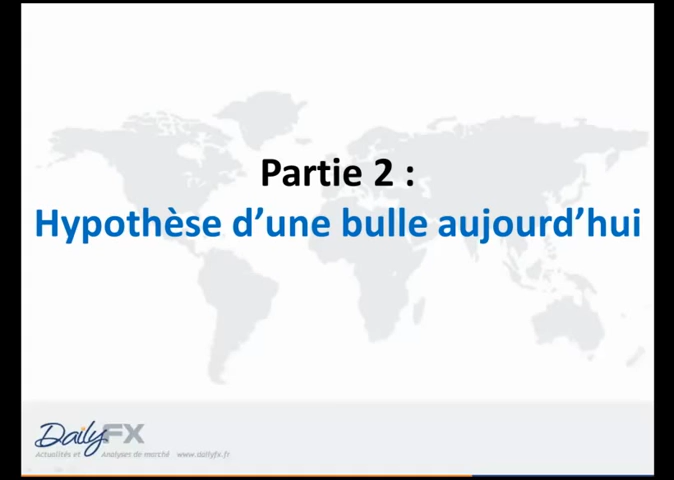 Partie 2 :
Hypothèse d’une bulle aujourd’hui
DailyFX
Actualités et Analyses de marché www.dailyfx.fr